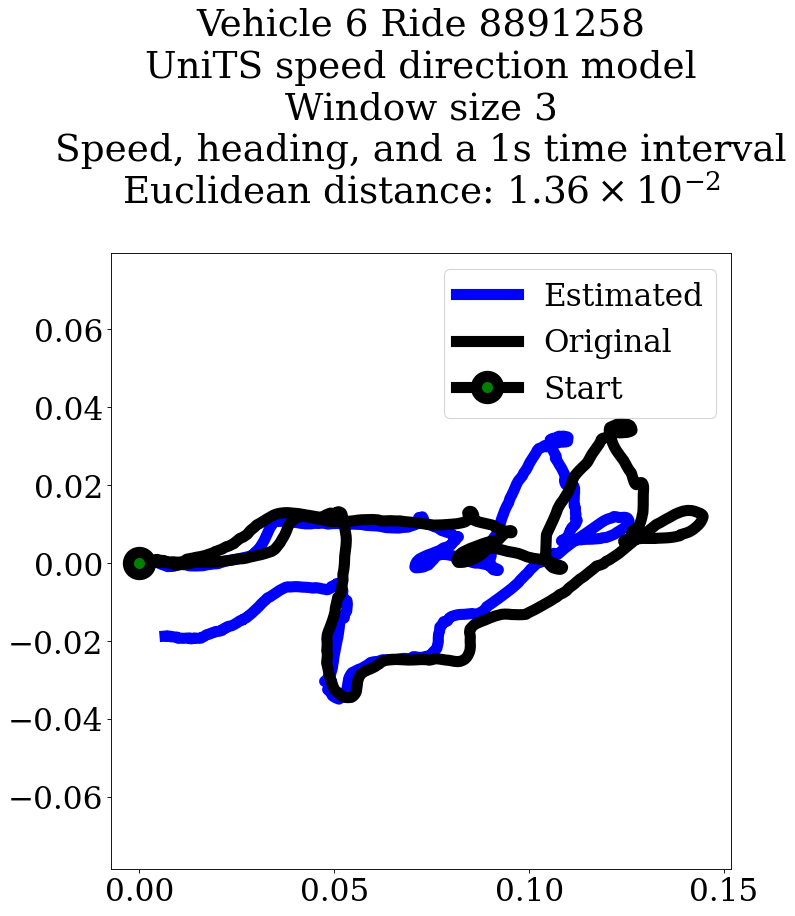 Vehicle 6 Ride 8891258
UniTS speed direction model
Window size 3
Speed, heading, and a 1s time interval
Euclidean distance: 1.36 × 10⁻²
Estimated
Original
Start
0.06
0.04
0.02
0.00
−0.02
−0.04
−0.06
0.00 0.05 0.10 0.15